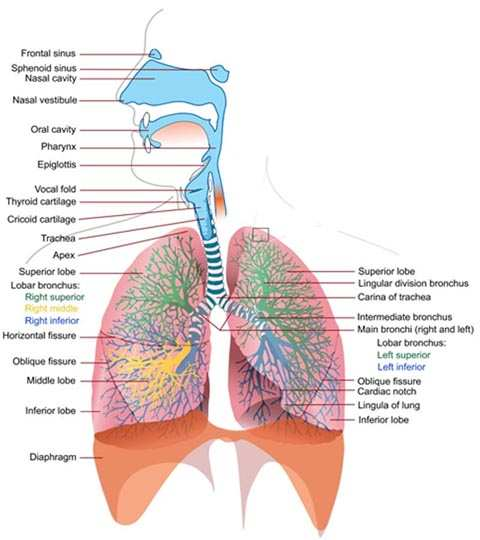 Frontal sinus
Sphenoid sinus
Nasal cavity
Nasal vestibule
Oral cavity
Pharynx
Epiglottis
Vocal fold
Thyroid cartilage
Cricoid cartilage
Trachea
Apex
Superior lobe
Lobar bronchus:
Right superior
Right middle
Right inferior
Horizontal fissure
Oblique fissure
Middle lobe
Inferior lobe
Diaphragm
Superior lobe
Lingular division bronchus
Carina of trachea
Intermediate bronchus
Main bronchi (right and left)
Lobar bronchus:
Left superior
Left inferior
Oblique fissure
Cardiac notch
Lingula of lung
Inferior lobe